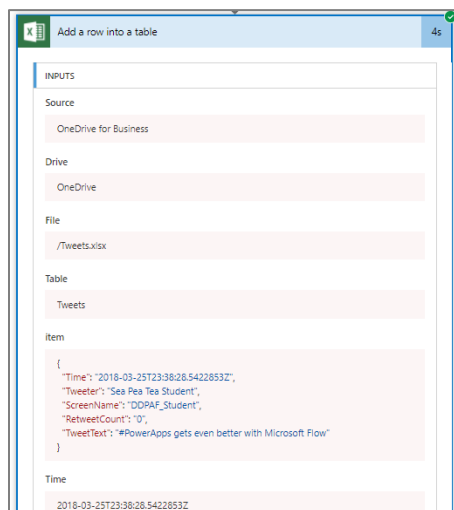 Add a row into a table
4s
INPUTS
Source
OneDrive for Business
Drive
OneDrive
File
/Tweets.xlsx
Table
Tweets
item
{
"Time": "2018-03-25T23:38:28.5422853Z",
"Tweeter": "Sea Pea Tea Student",
"ScreenName": "DDPAF_Student",
"RetweetCount": "0",
"TweetText": "#PowerApps gets even better with Microsoft Flow"
}
Time
2018-03-25T23:38:28.5422853Z